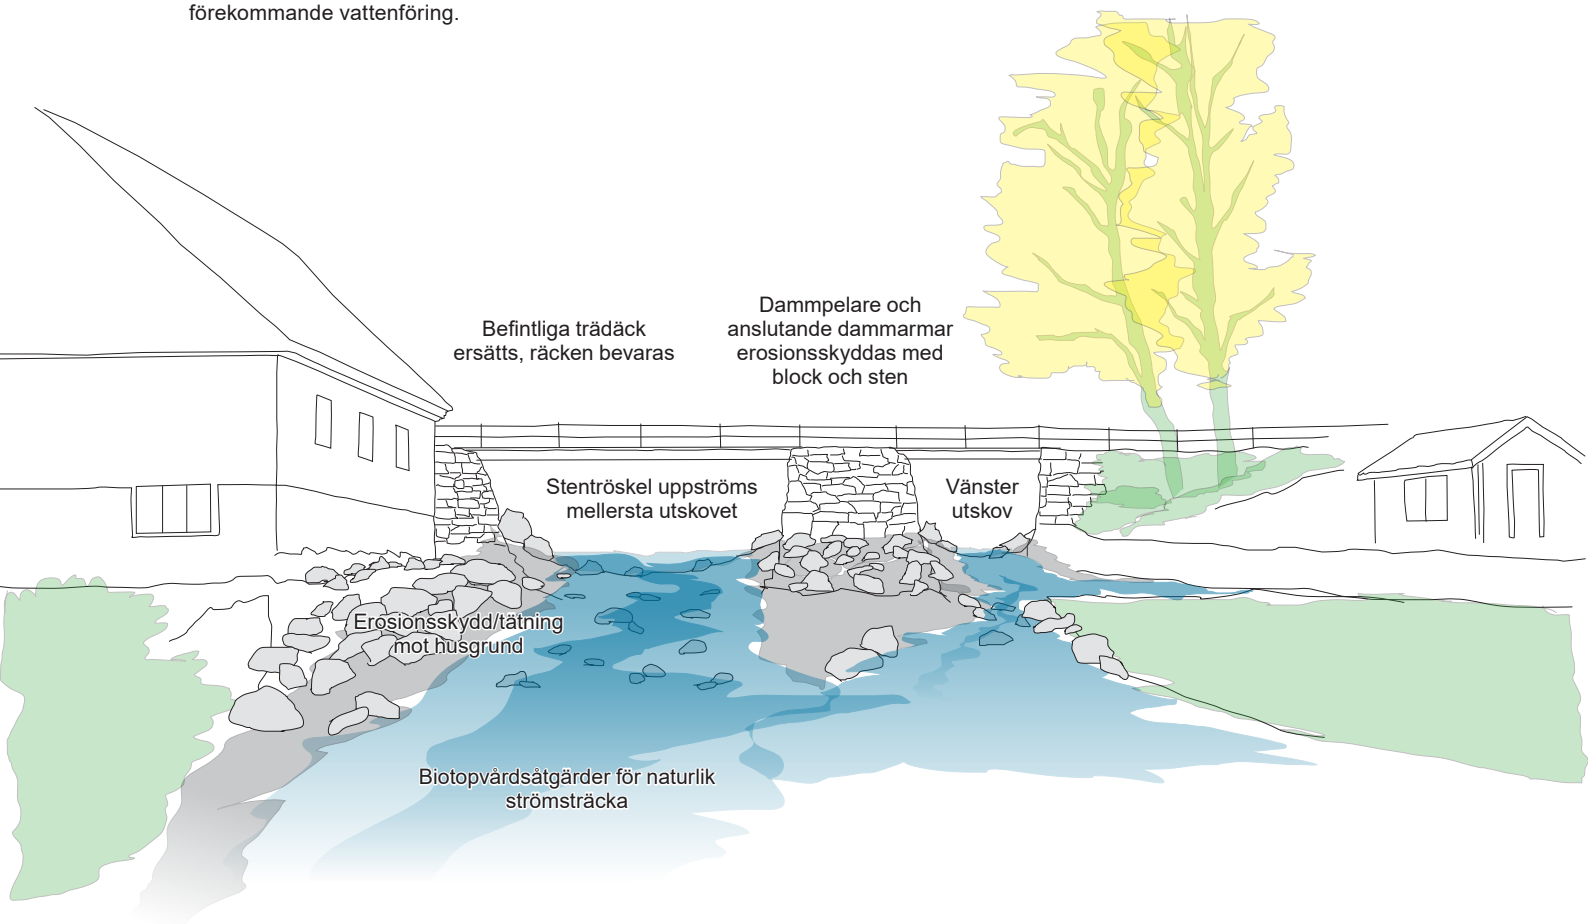 förekommande vattenföring.
Dammpelare och
anslutande dammarmar
erosionsskyddas med
block och sten
Befintliga trädäck
ersätts, räcken bevaras
Stentröskel uppströms
mellersta utskovet
Vänster
utskov
Erosionsskydd/tätning
mot husgrund
Biotopvårdsåtgärder för naturlik
strömsträcka